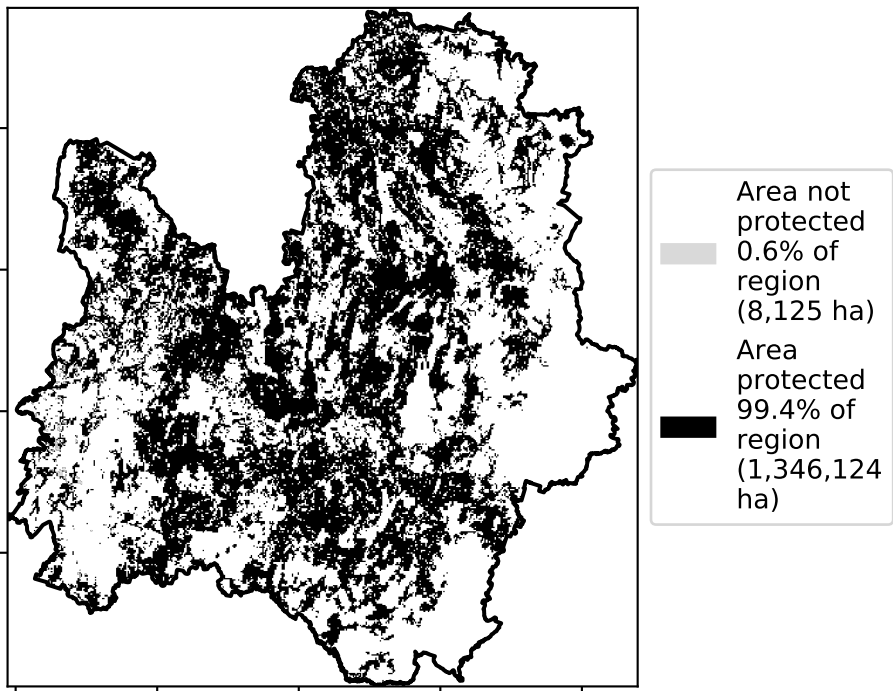 Area not
protected
0.6% of
region
(8,125 ha)
Area
protected
99.4% of
region
(1,346,124
ha)